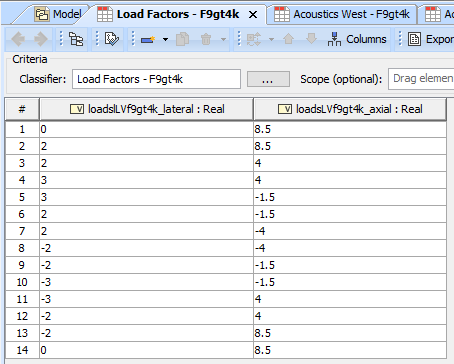 Model Load Factors - F9gt4k Acoustics West - F9gt4k Ac
Columns Expor
Criteria
Classifier: Load Factors - F9gt4k ... Scope (optional): Drag elemen
# loadslLVf9gt4k_lateral : Real loadslLVf9gt4k_axial : Real
1 0 8.5
2 2 8.5
3 2 4
4 3 4
5 3 -1.5
6 2 -1.5
7 2 -4
8 -2 -4
9 -2 -1.5
10 -3 -1.5
11 -3 4
12 -2 4
13 -2 8.5
14 0 8.5